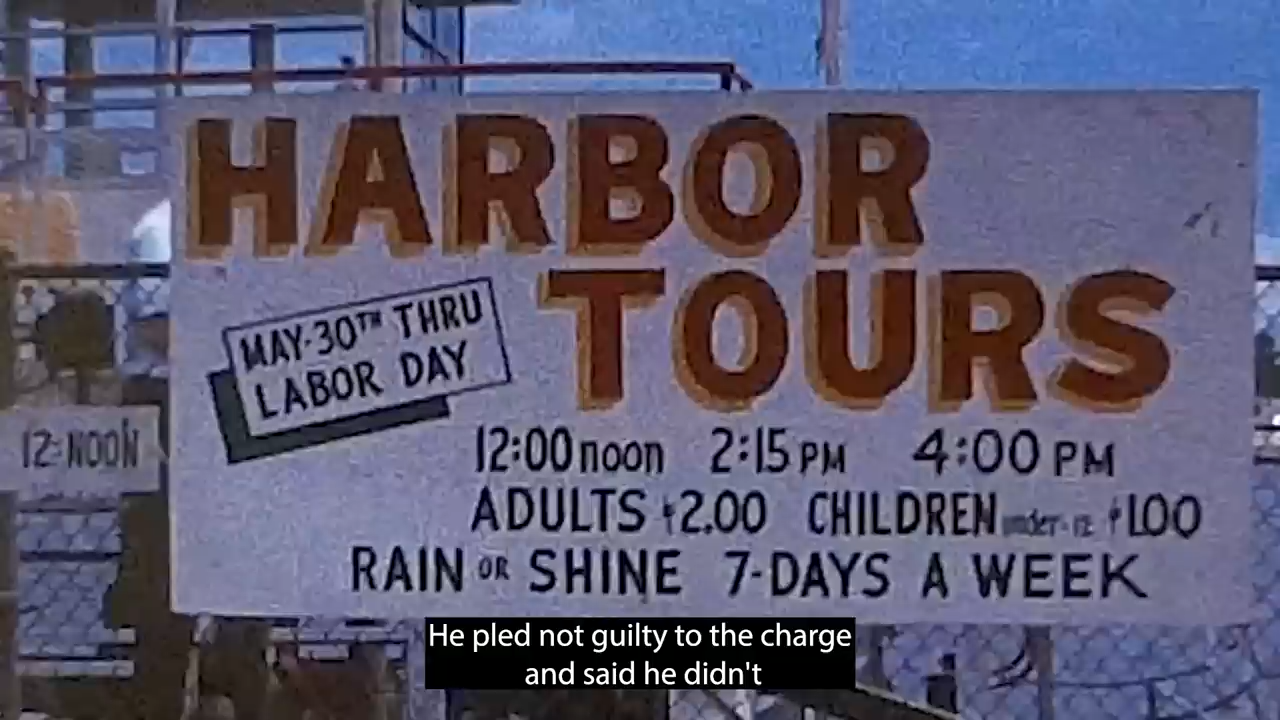 HARBOR
TOURS
MAY-30TH THRU
LABOR DAY
12:NOON
12:00 noon 2:15 PM 4:00 PM
ADULTS $2.00 CHILDREN under-12 $1.00
RAIN OR SHINE 7-DAYS A WEEK
He pled not guilty to the charge
and said he didn't